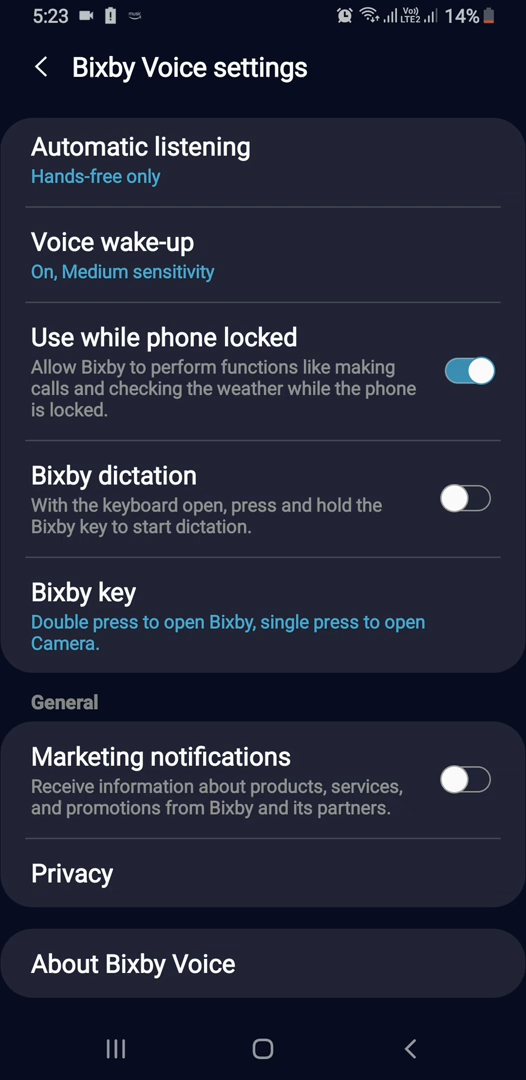 5:23
Vo)) LTE2 14%
Bixby Voice settings
Automatic listening
Hands-free only
Voice wake-up
On, Medium sensitivity
Use while phone locked
Allow Bixby to perform functions like making
calls and checking the weather while the phone
is locked.
Bixby dictation
With the keyboard open, press and hold the
Bixby key to start dictation.
Bixby key
Double press to open Bixby, single press to open
Camera.
General
Marketing notifications
Receive information about products, services,
and promotions from Bixby and its partners.
Privacy
About Bixby Voice